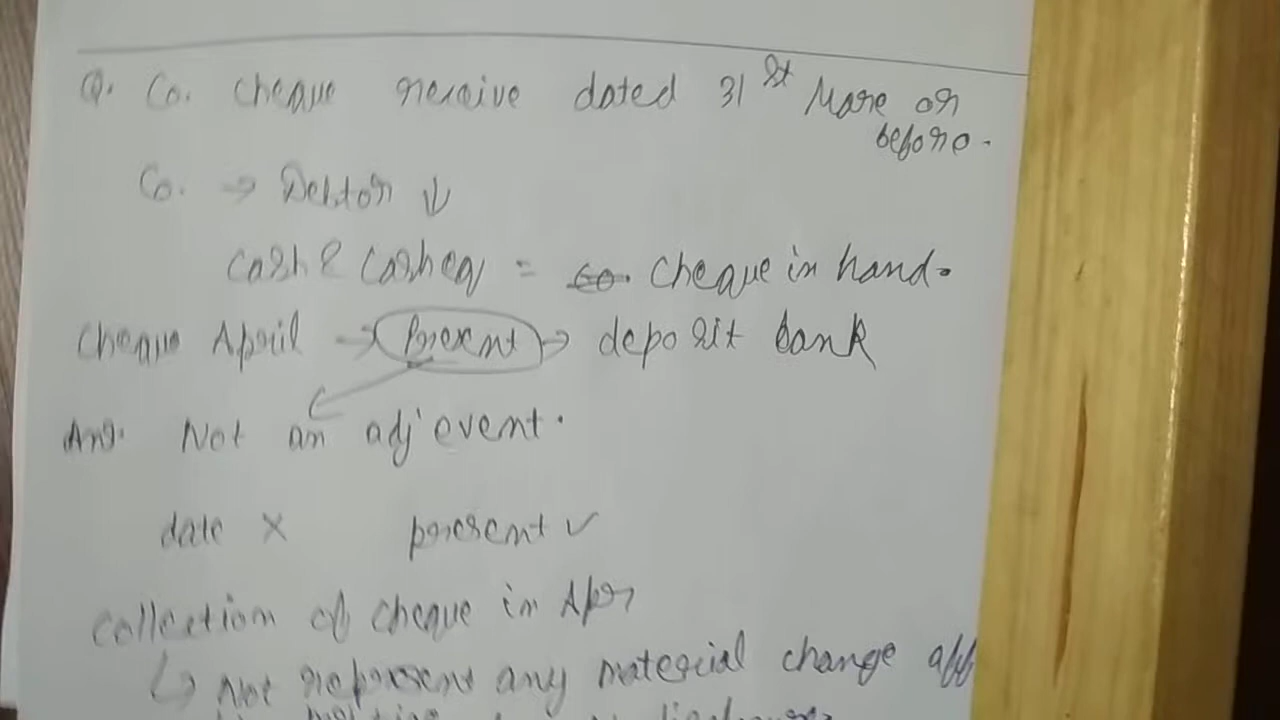 Q. Co. cheque receive dated 31st Mare or before.
Co. → Debtor ↓
Cash & Cash eq = Cheque in hand.
Cheque April → Present → deposit bank
Ans. Not an adj event.
date × present ✓
Collection of cheque in Apr
↳ Not represent any material change aff